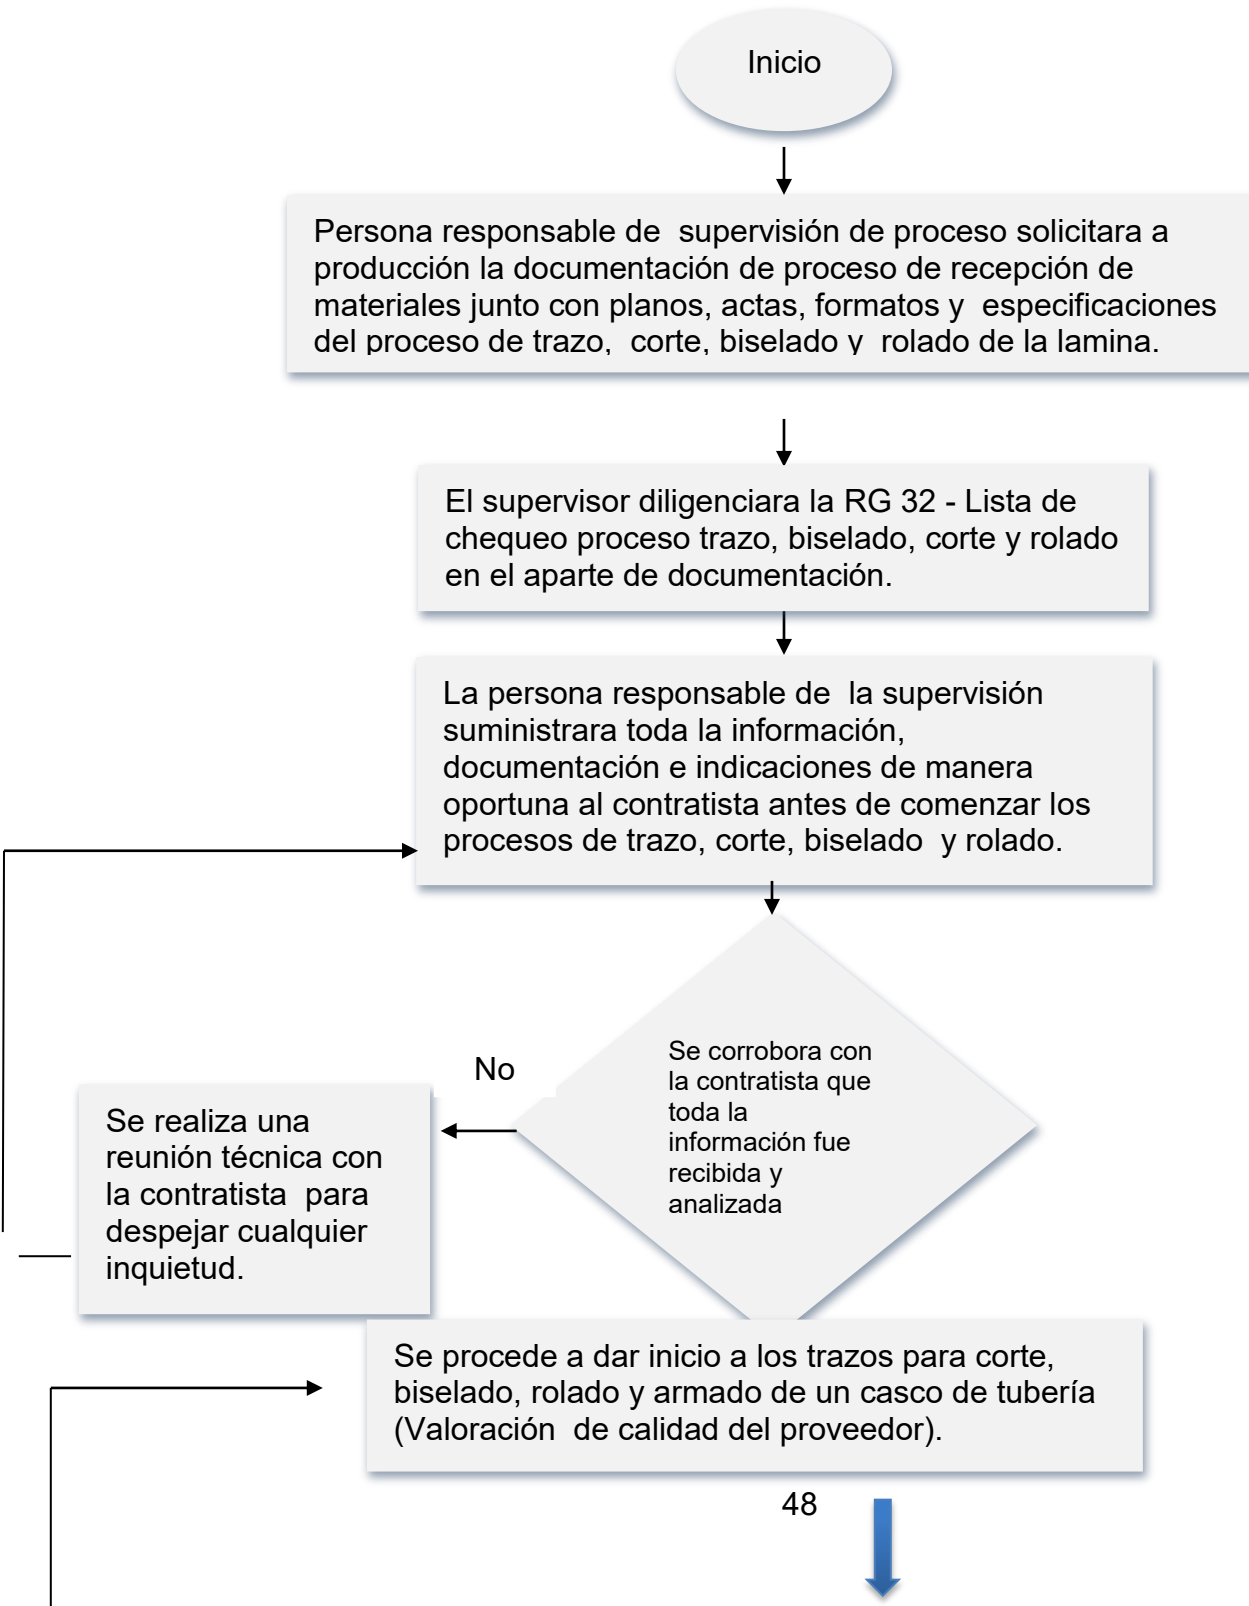 Inicio
Persona responsable de supervisión de proceso solicitara a
producción la documentación de proceso de recepción de
materiales junto con planos, actas, formatos y especificaciones
del proceso de trazo, corte, biselado y rolado de la lamina.
El supervisor diligenciara la RG 32 - Lista de
chequeo proceso trazo, biselado, corte y rolado
en el aparte de documentación.
La persona responsable de la supervisión
suministrara toda la información,
documentación e indicaciones de manera
oportuna al contratista antes de comenzar los
procesos de trazo, corte, biselado y rolado.
Se corrobora con
la contratista que
toda la
información fue
recibida y
analizada
No
Se realiza una
reunión técnica con
la contratista para
despejar cualquier
inquietud.
Se procede a dar inicio a los trazos para corte,
biselado, rolado y armado de un casco de tubería
(Valoración de calidad del proveedor).
48